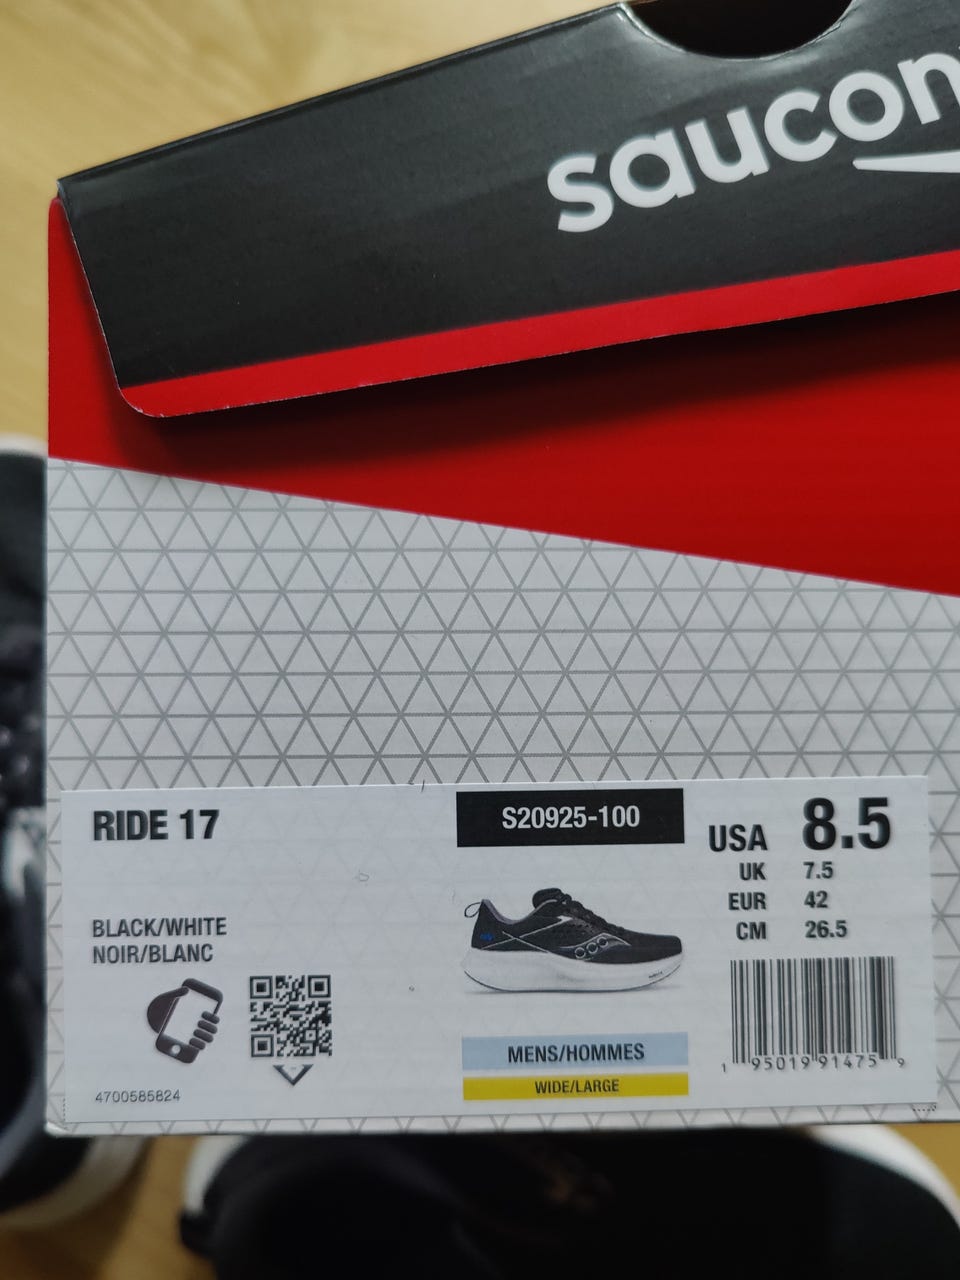 saucon
RIDE 17
S20925-100
USA 8.5
UK 7.5
EUR 42
CM 26.5
BLACK/WHITE
NOIR/BLANC
MENS/HOMMES
WIDE/LARGE
1 95019 91475 9
4700585824